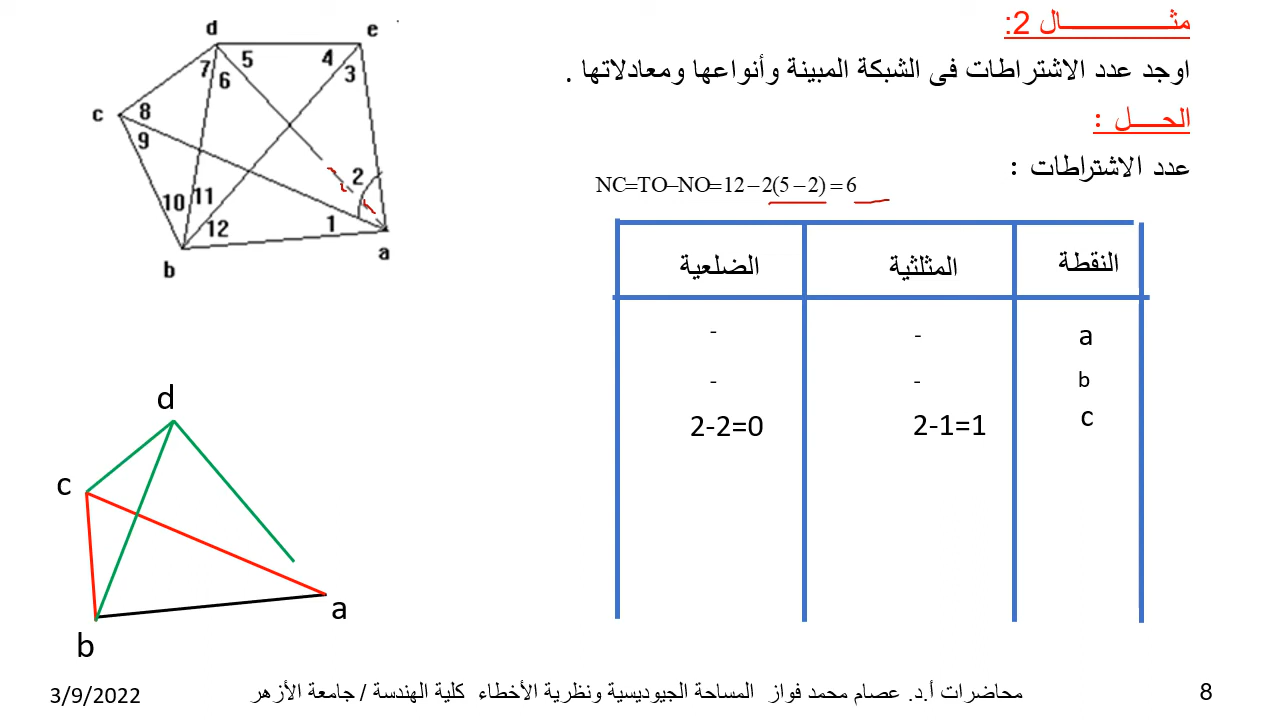 مثـــــــــــــــال 2:
اوجد عدد الاشتراطات فى الشبكة المبينة وأنواعها ومعادلاتها .
الحـــــل :
عدد الاشتراطات :
NC=TO-NO=12-2(5-2)=6
النقطة المثلثية الضلعية
a - -
b - -
c 2-1=1 2-2=0
d e
7 5 4
6 3
c 8
9
2
10 11
12 1
b a
d
c
a
b
3/9/2022 محاضرات أ.د. عصام محمد فواز المساحة الجيوديسية ونظرية الأخطاء كلية الهندسة / جامعة الأزهر 8